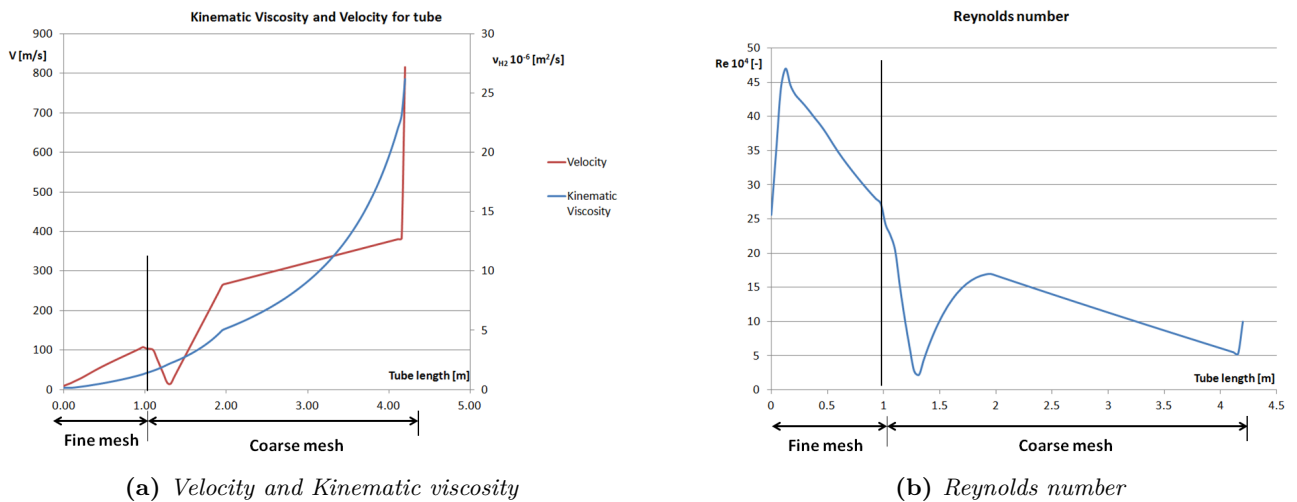 Kinematic Viscosity and Velocity for tube
V [m/s]
ν_H2 10⁻⁶ [m²/s]
900
800
700
600
500
400
300
200
100
0
30
25
20
15
10
5
0
0.00 1.00 2.00 3.00 4.00 5.00
Tube length [m]
Velocity
Kinematic
Viscosity
Fine mesh
Coarse mesh
(a) Velocity and Kinematic viscosity
Reynolds number
Re 10⁴ [-]
50
45
40
35
30
25
20
15
10
5
0
0 0.5 1 1.5 2 2.5 3 3.5 4 4.5
Tube length [m]
Fine mesh
Coarse mesh
(b) Reynolds number